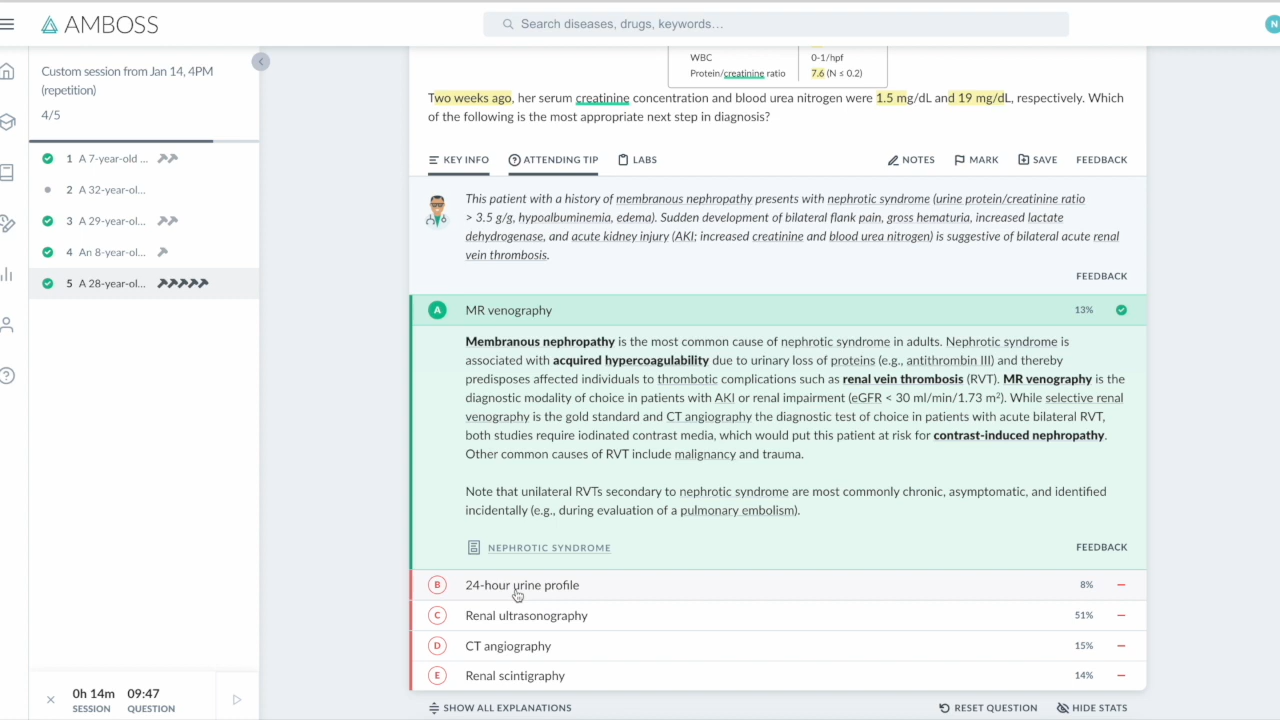 AMBOSS
Search diseases, drugs, keywords...
N
Custom session from Jan 14, 4PM
(repetition)
4/5
1 A 7-year-old ...
2 A 32-year-ol...
3 A 29-year-ol...
4 An 8-year-ol...
5 A 28-year-ol...
0h 14m 09:47
SESSION QUESTION
WBC 0-1/hpf
Protein/creatinine ratio 7.6 (N ≤ 0.2)
Two weeks ago, her serum creatinine concentration and blood urea nitrogen were 1.5 mg/dL and 19 mg/dL, respectively. Which
of the following is the most appropriate next step in diagnosis?
KEY INFO ATTENDING TIP LABS NOTES MARK SAVE FEEDBACK
This patient with a history of membranous nephropathy presents with nephrotic syndrome (urine protein/creatinine ratio
> 3.5 g/g, hypoalbuminemia, edema). Sudden development of bilateral flank pain, gross hematuria, increased lactate
dehydrogenase, and acute kidney injury (AKI; increased creatinine and blood urea nitrogen) is suggestive of bilateral acute renal
vein thrombosis.
FEEDBACK
A MR venography 13%
Membranous nephropathy is the most common cause of nephrotic syndrome in adults. Nephrotic syndrome is
associated with acquired hypercoagulability due to urinary loss of proteins (e.g., antithrombin III) and thereby
predisposes affected individuals to thrombotic complications such as renal vein thrombosis (RVT). MR venography is the
diagnostic modality of choice in patients with AKI or renal impairment (eGFR < 30 ml/min/1.73 m²). While selective renal
venography is the gold standard and CT angiography the diagnostic test of choice in patients with acute bilateral RVT,
both studies require iodinated contrast media, which would put this patient at risk for contrast-induced nephropathy.
Other common causes of RVT include malignancy and trauma.
Note that unilateral RVTs secondary to nephrotic syndrome are most commonly chronic, asymptomatic, and identified
incidentally (e.g., during evaluation of a pulmonary embolism).
NEPHROTIC SYNDROME FEEDBACK
B 24-hour urine profile 8%
C Renal ultrasonography 51%
D CT angiography 15%
E Renal scintigraphy 14%
SHOW ALL EXPLANATIONS RESET QUESTION HIDE STATS